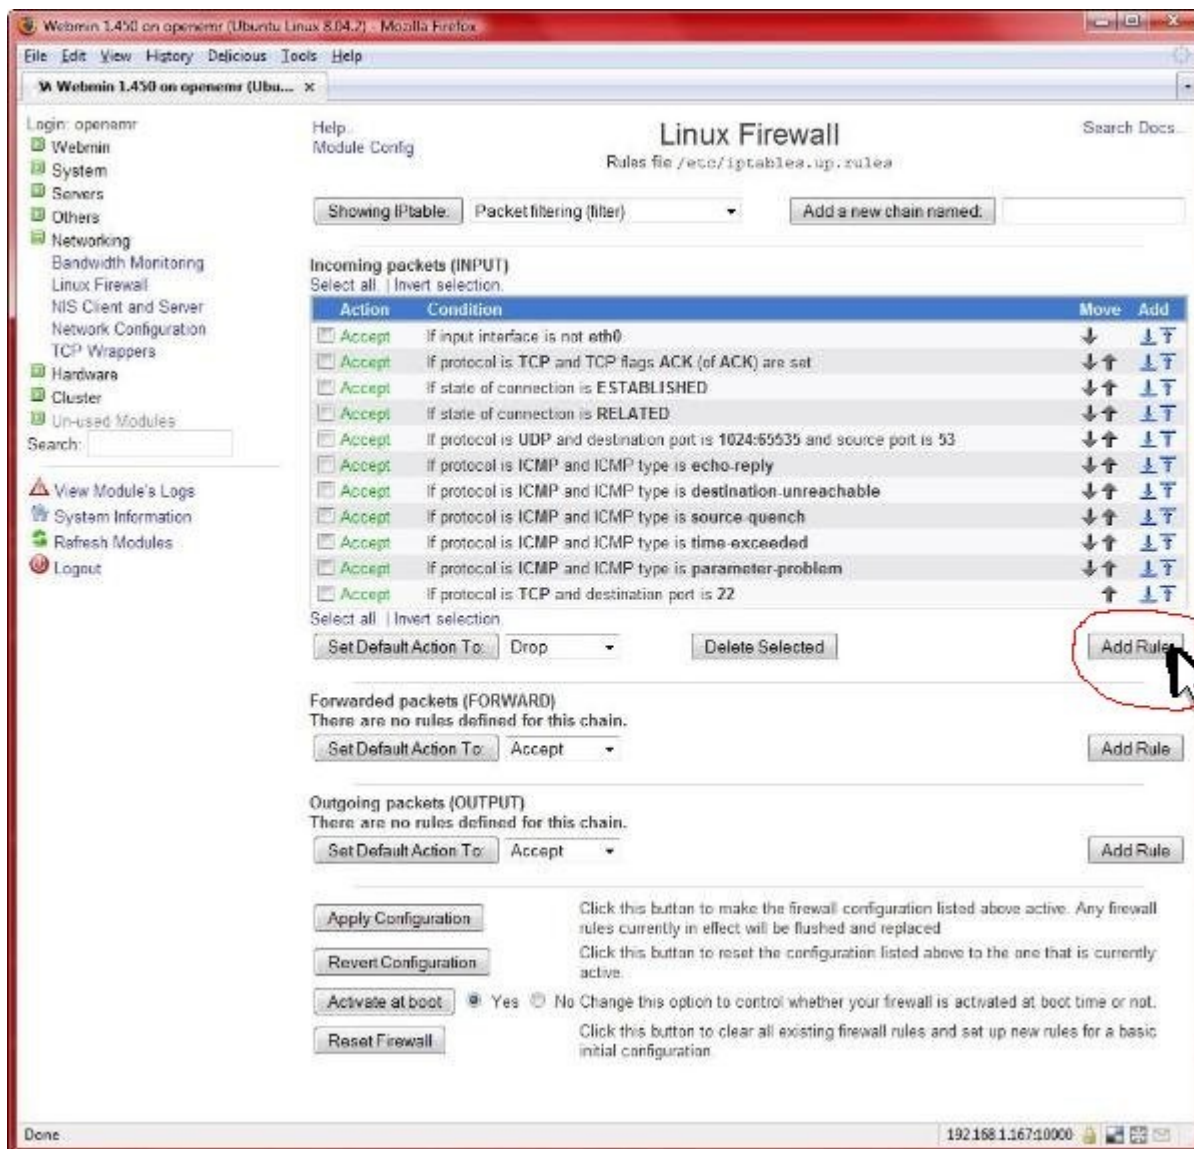 Webmin 1.450 on openemr (Ubuntu Linux 8.04.2) - Mozilla Firefox
File Edit View History Delicious Tools Help
Webmin 1.450 on openemr (Ubu... ×
Login: openemr
Webmin
System
Servers
Others
Networking
Bandwidth Monitoring
Linux Firewall
NIS Client and Server
Network Configuration
TCP Wrappers
Hardware
Cluster
Un-used Modules
Search:
View Module's Logs
System Information
Refresh Modules
Logout
Help..
Module Config
Linux Firewall
Rules file /etc/iptables.up.rules
Search Docs..
Showing IPtable: Packet filtering (filter) Add a new chain named:
Incoming packets (INPUT)
Select all. | Invert selection.
Action Condition Move Add
Accept If input interface is not eth0
Accept If protocol is TCP and TCP flags ACK (of ACK) are set
Accept If state of connection is ESTABLISHED
Accept If state of connection is RELATED
Accept If protocol is UDP and destination port is 1024:65535 and source port is 53
Accept If protocol is ICMP and ICMP type is echo-reply
Accept If protocol is ICMP and ICMP type is destination-unreachable
Accept If protocol is ICMP and ICMP type is source-quench
Accept If protocol is ICMP and ICMP type is time-exceeded
Accept If protocol is ICMP and ICMP type is parameter-problem
Accept If protocol is TCP and destination port is 22
Select all. | Invert selection.
Set Default Action To: Drop Delete Selected Add Rule
Forwarded packets (FORWARD)
There are no rules defined for this chain.
Set Default Action To: Accept Add Rule
Outgoing packets (OUTPUT)
There are no rules defined for this chain.
Set Default Action To: Accept Add Rule
Apply Configuration Click this button to make the firewall configuration listed above active. Any firewall
rules currently in effect will be flushed and replaced
Revert Configuration Click this button to reset the configuration listed above to the one that is currently
active.
Activate at boot Yes No Change this option to control whether your firewall is activated at boot time or not.
Reset Firewall Click this button to clear all existing firewall rules and set up new rules for a basic
initial configuration.
Done 192.168.1.167:10000